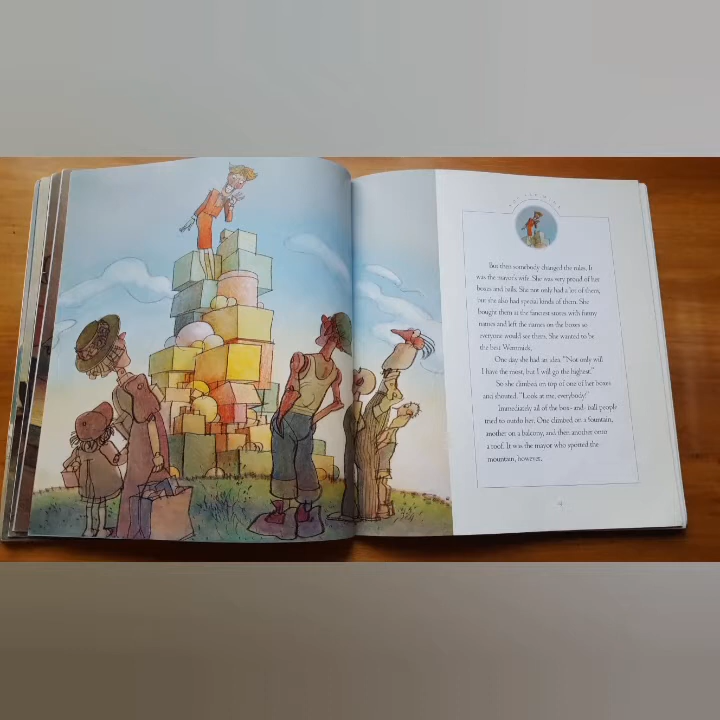 But then somebody changed the rules. It
was the mayor's wife. She was very proud of her
boxes and balls. She not only had a lot of them,
but she also had special kinds of them. She
bought them at the fanciest stores with funny
names and left the names on the boxes so
everyone would see them. She wanted to be
the best Wemmick.
One day she had an idea. "Not only will
I have the most, but I will go the highest."
So she climbed on top of one of her boxes
and shouted, "Look at me, everybody!"
Immediately all of the box- and- ball people
tried to outdo her. One climbed on a fountain,
another on a balcony, and then another onto
a roof. It was the mayor who spotted the
mountain, however.